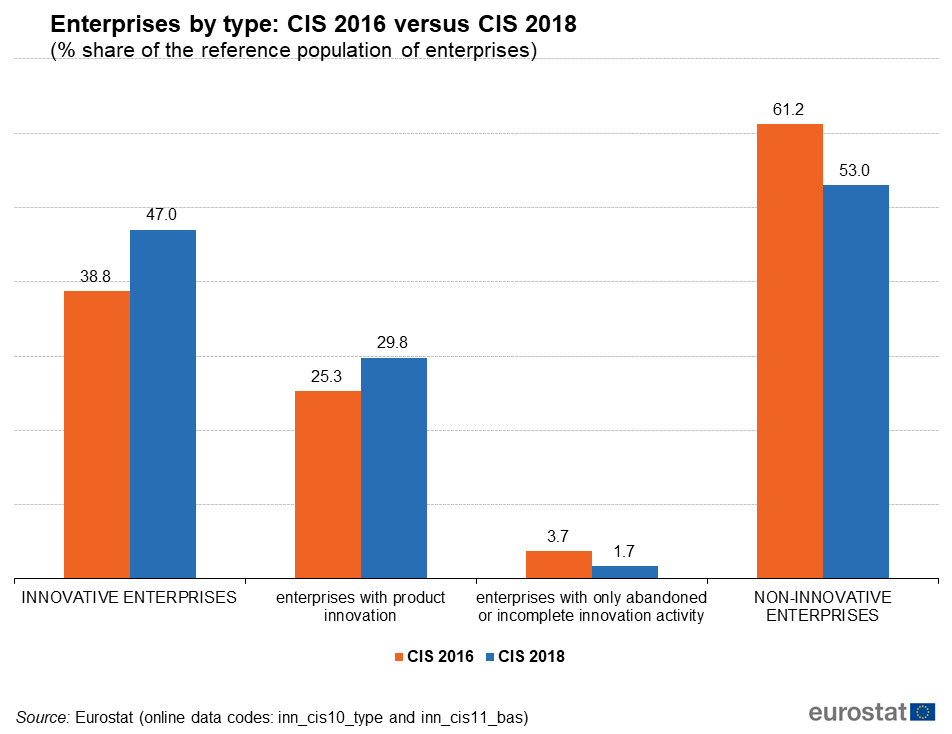 Enterprises by type: CIS 2016 versus CIS 2018
(% share of the reference population of enterprises)
61.2
53.0
47.0
38.8
29.8
25.3
3.7
1.7
INNOVATIVE ENTERPRISES
enterprises with product
innovation
enterprises with only abandoned
or incomplete innovation activity
NON-INNOVATIVE
ENTERPRISES
CIS 2016 CIS 2018
Source: Eurostat (online data codes: inn_cis10_type and inn_cis11_bas)
eurostat